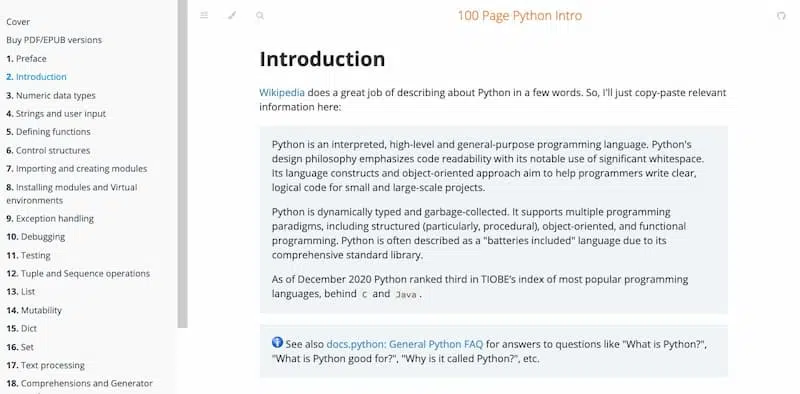 Cover
Buy PDF/EPUB versions
1. Preface
2. Introduction
3. Numeric data types
4. Strings and user input
5. Defining functions
6. Control structures
7. Importing and creating modules
8. Installing modules and Virtual
environments
9. Exception handling
10. Debugging
11. Testing
12. Tuple and Sequence operations
13. List
14. Mutability
15. Dict
16. Set
17. Text processing
18. Comprehensions and Generator
100 Page Python Intro
Introduction
Wikipedia does a great job of describing about Python in a few words. So, I'll just copy-paste relevant
information here:
Python is an interpreted, high-level and general-purpose programming language. Python's
design philosophy emphasizes code readability with its notable use of significant whitespace.
Its language constructs and object-oriented approach aim to help programmers write clear,
logical code for small and large-scale projects.
Python is dynamically typed and garbage-collected. It supports multiple programming
paradigms, including structured (particularly, procedural), object-oriented, and functional
programming. Python is often described as a "batteries included" language due to its
comprehensive standard library.
As of December 2020 Python ranked third in TIOBE's index of most popular programming
languages, behind C and Java.
See also docs.python: General Python FAQ for answers to questions like "What is Python?",
"What is Python good for?", "Why is it called Python?", etc.